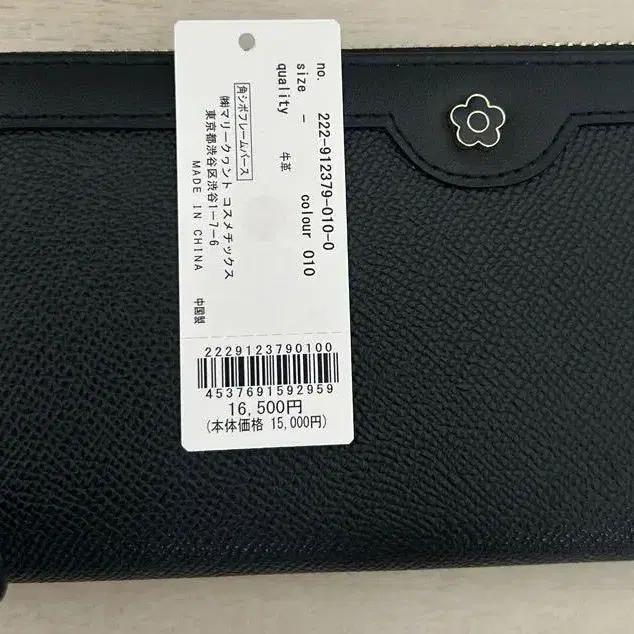 no. 222-912379-010-0
size — colour 010
quality 牛革
角シボフレームパース
㈱マリークヮント コスメチックス
東京都渋谷区渋谷1-7-6
MADE IN CHINA 中国製
2229123790100
4537691592959
16,500円
(本体価格 15,000円)